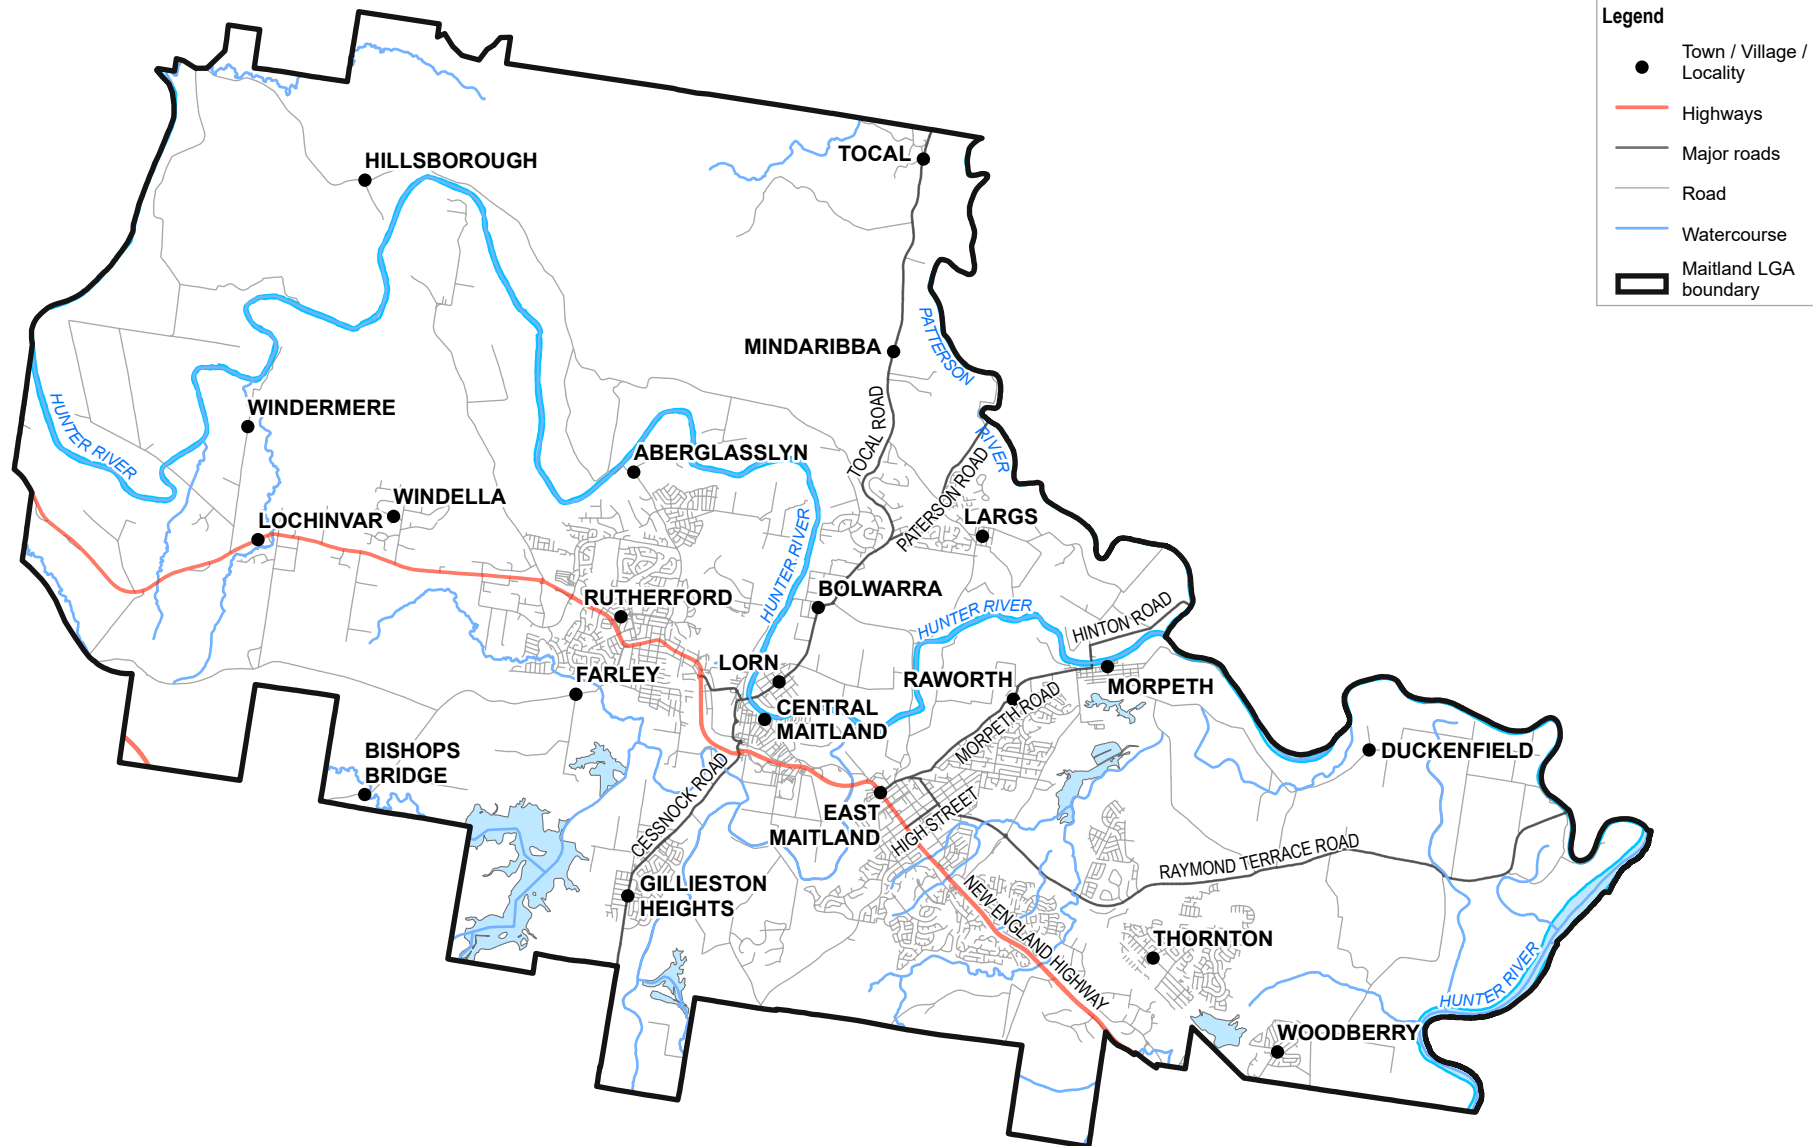 Legend
Town / Village /
Locality
Highways
Major roads
Road
Watercourse
Maitland LGA
boundary
HILLSBOROUGH
TOCAL
MINDARIBBA
PATTERSON
RIVER
WINDERMERE
HUNTER RIVER
ABERGLASSLYN
TOCAL ROAD
PATERSON ROAD
WINDELLA
LOCHINVAR
LARGS
HUNTER RIVER
RUTHERFORD
BOLWARRA
HUNTER RIVER
HINTON ROAD
LORN
FARLEY
RAWORTH
MORPETH
CENTRAL
MAITLAND
MORPETH ROAD
BISHOPS
BRIDGE
DUCKENFIELD
CESSNOCK ROAD
EAST
MAITLAND
HIGH STREET
RAYMOND TERRACE ROAD
GILLIESTON
HEIGHTS
NEW ENGLAND HIGHWAY
THORNTON
HUNTER RIVER
WOODBERRY